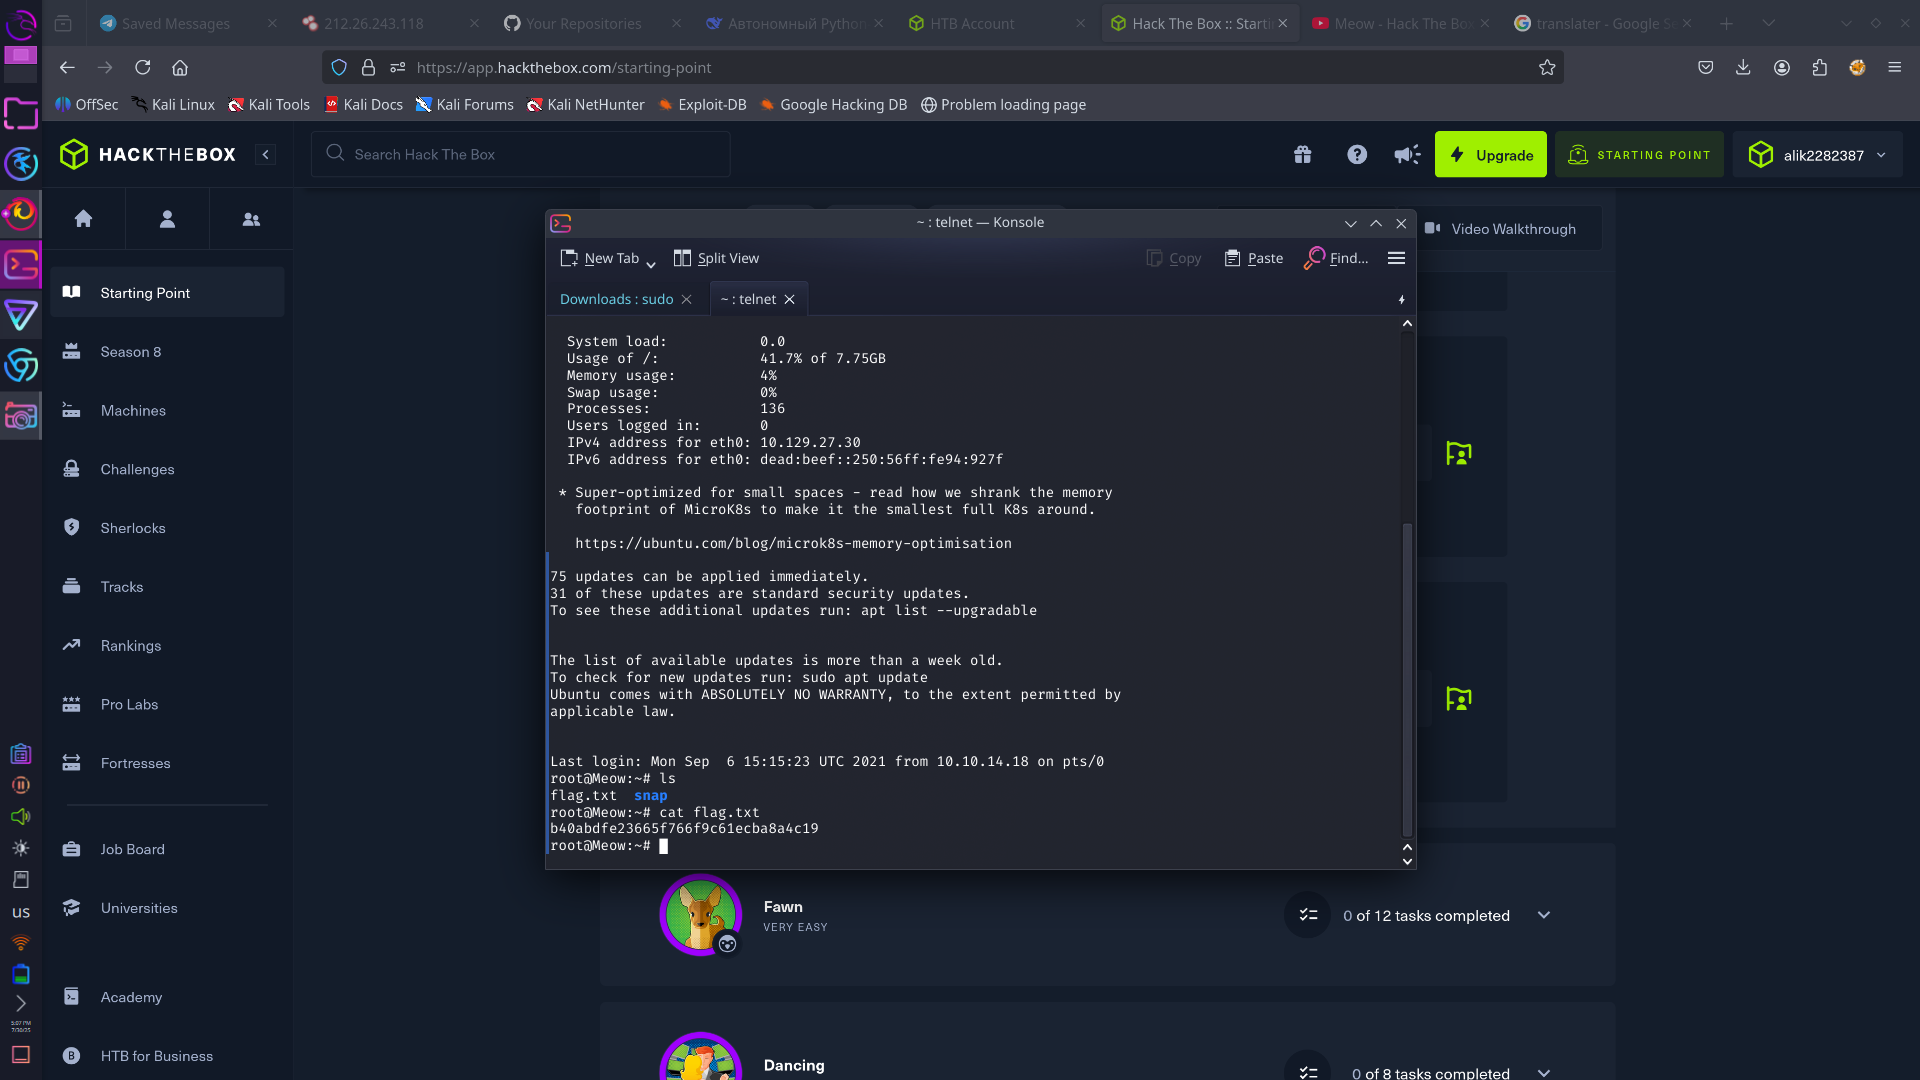 Saved Messages
212.26.243.118
Your Repositories
Автономный Python
HTB Account
Hack The Box :: Starti
Meow - Hack The Bo
translater - Google Se
https://app.hackthebox.com/starting-point
OffSec
Kali Linux
Kali Tools
Kali Docs
Kali Forums
Kali NetHunter
Exploit-DB
Google Hacking DB
Problem loading page
HACKTHEBOX
Search Hack The Box
Upgrade
STARTING POINT
alik2282387
Starting Point
Season 8
Machines
Challenges
Sherlocks
Tracks
Rankings
Pro Labs
Fortresses
Job Board
Universities
Academy
HTB for Business
Video Walkthrough
~ : telnet — Konsole
New Tab
Split View
Copy
Paste
Find...
Downloads : sudo
~ : telnet
System load: 0.0
Usage of /: 41.7% of 7.75GB
Memory usage: 4%
Swap usage: 0%
Processes: 136
Users logged in: 0
IPv4 address for eth0: 10.129.27.30
IPv6 address for eth0: dead:beef::250:56ff:fe94:927f
* Super-optimized for small spaces - read how we shrank the memory
footprint of MicroK8s to make it the smallest full K8s around.
https://ubuntu.com/blog/microk8s-memory-optimisation
75 updates can be applied immediately.
31 of these updates are standard security updates.
To see these additional updates run: apt list --upgradable
The list of available updates is more than a week old.
To check for new updates run: sudo apt update
Ubuntu comes with ABSOLUTELY NO WARRANTY, to the extent permitted by
applicable law.
Last login: Mon Sep  6 15:15:23 UTC 2021 from 10.10.14.18 on pts/0
root@Meow:~# ls
flag.txt  snap
root@Meow:~# cat flag.txt
b40abdfe23665f766f9c61ecba8a4c19
root@Meow:~#
Fawn
VERY EASY
0 of 12 tasks completed
Dancing
0 of 8 tasks completed
us
5:07 PM
7/30/25